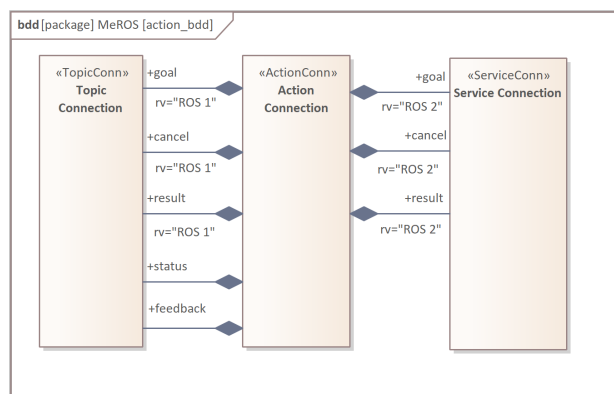 bdd [package] MeROS [action_bdd]
«TopicConn»
Topic
Connection
+goal
rv="ROS 1"
+cancel
rv="ROS 1"
+result
rv="ROS 1"
+status
+feedback
«ActionConn»
Action
Connection
+goal
rv="ROS 2"
+cancel
rv="ROS 2"
+result
rv="ROS 2"
«ServiceConn»
Service Connection